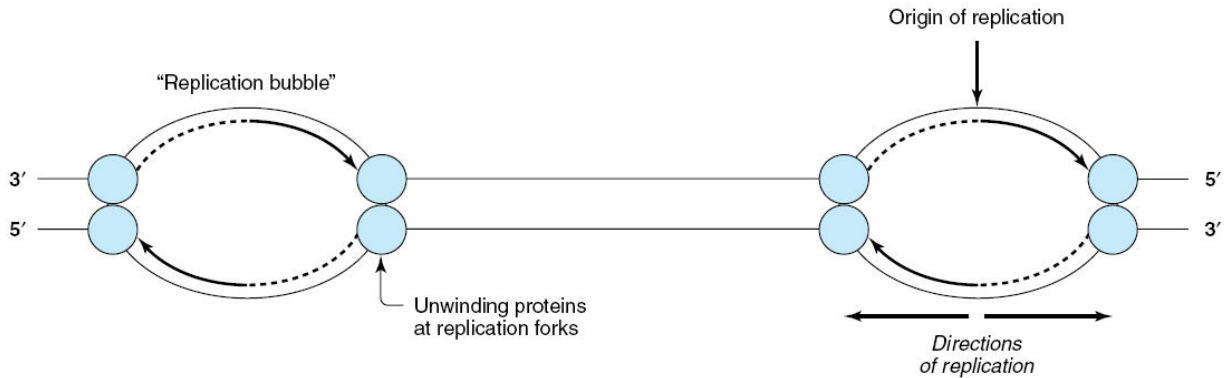 Origin of replication
“Replication bubble”
3′
5′
5′
3′
Unwinding proteins
at replication forks
Directions
of replication